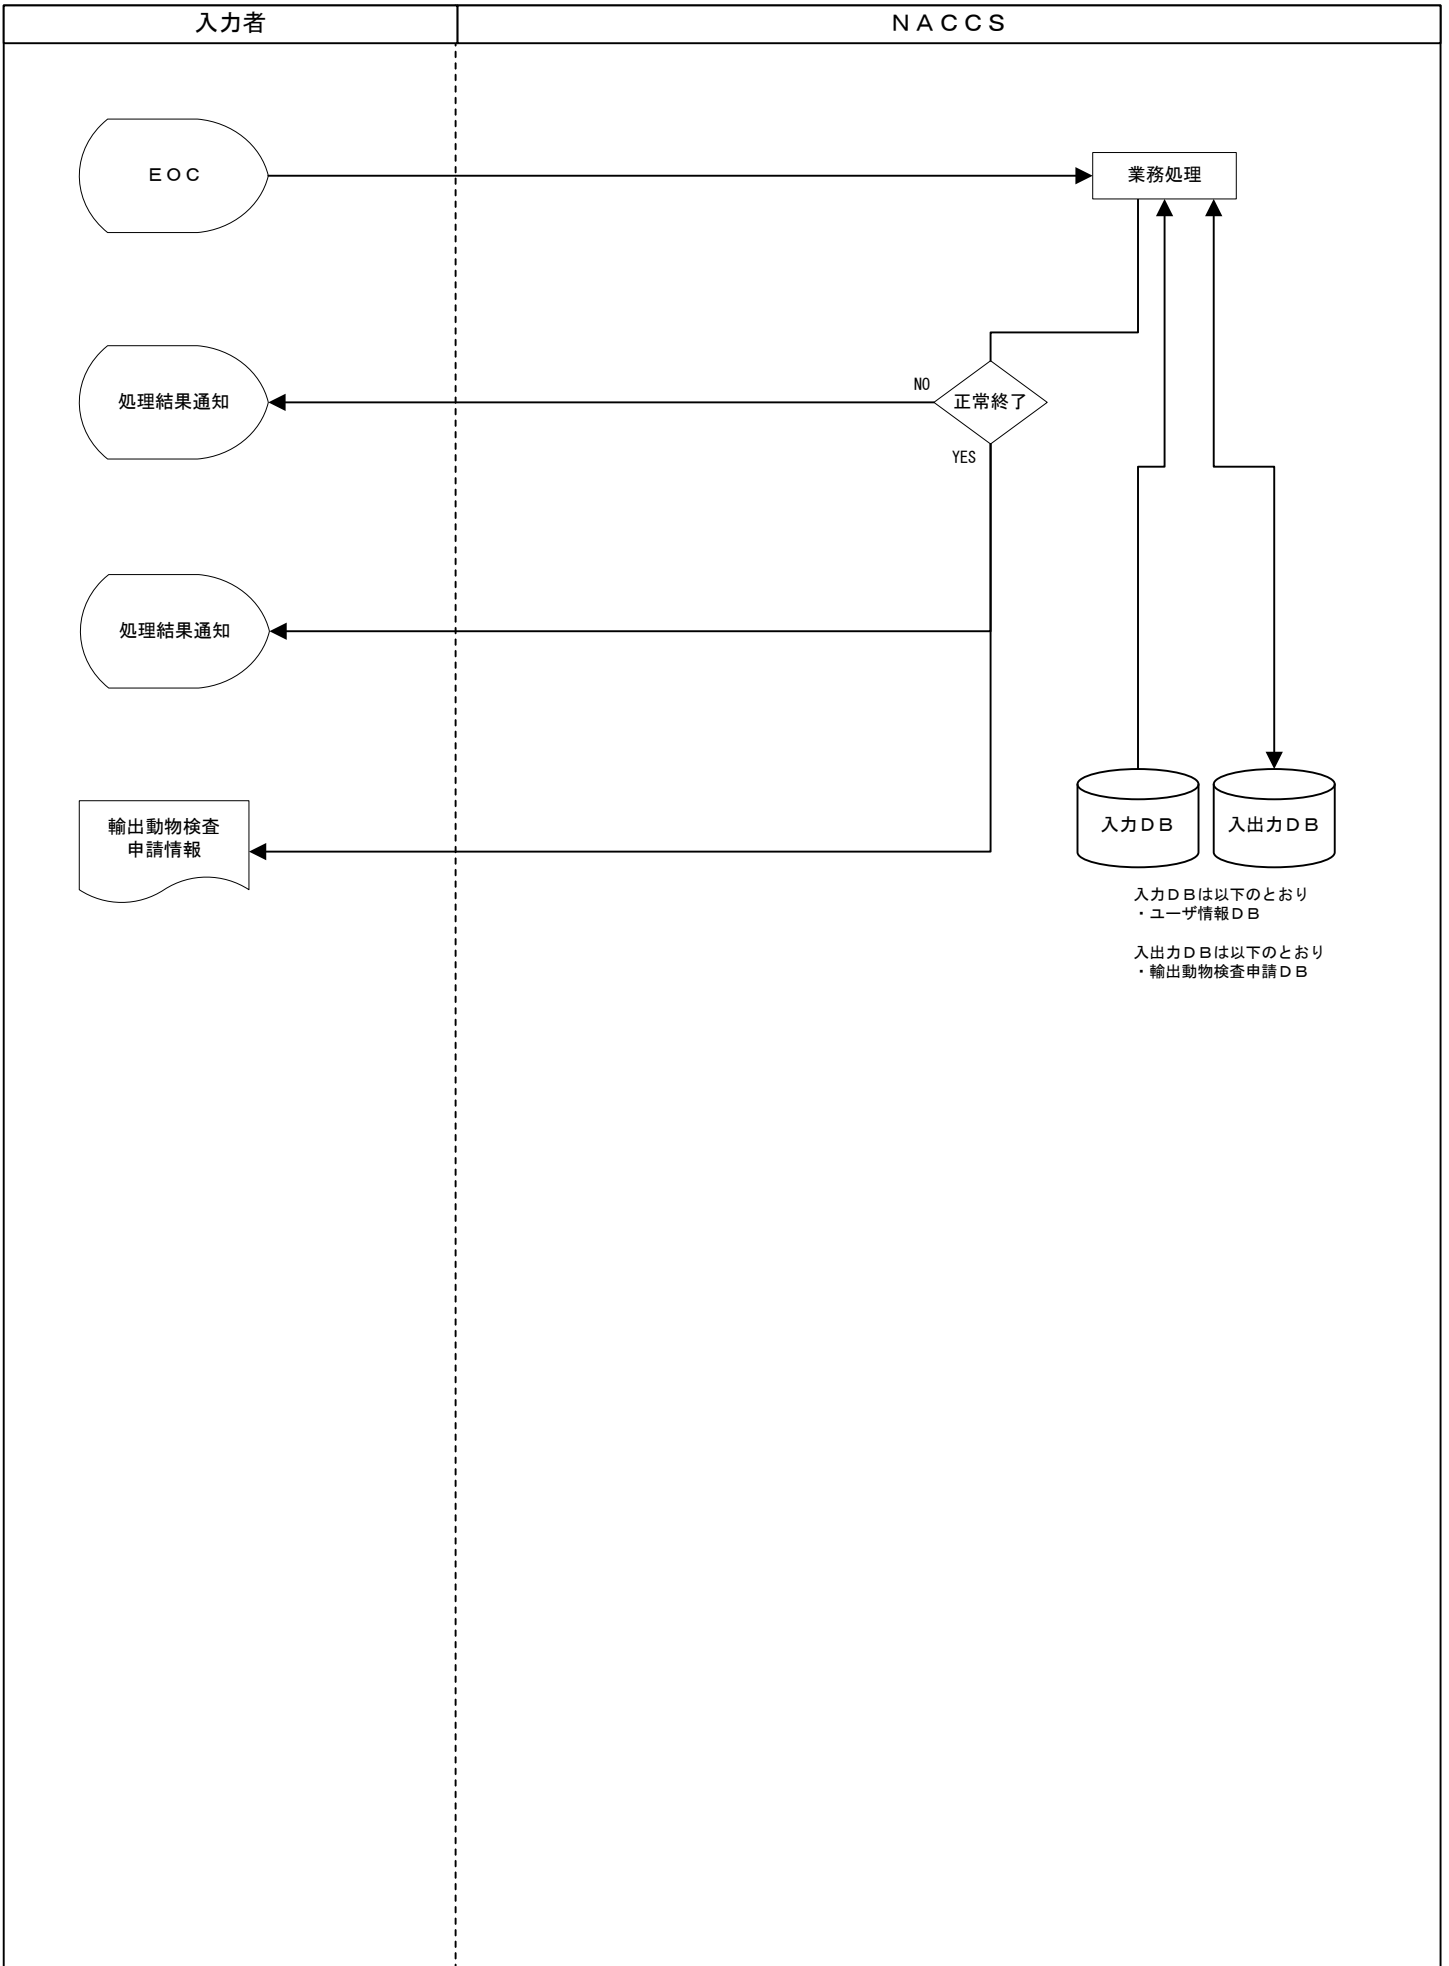 入力者
ＮＡＣＣＳ
ＥＯＣ
業務処理
処理結果通知
NO
正常終了
YES
処理結果通知
輸出動物検査
申請情報
入力ＤＢ
入出力ＤＢ
入力ＤＢは以下のとおり
・ユーザ情報ＤＢ
入出力ＤＢは以下のとおり
・輸出動物検査申請ＤＢ